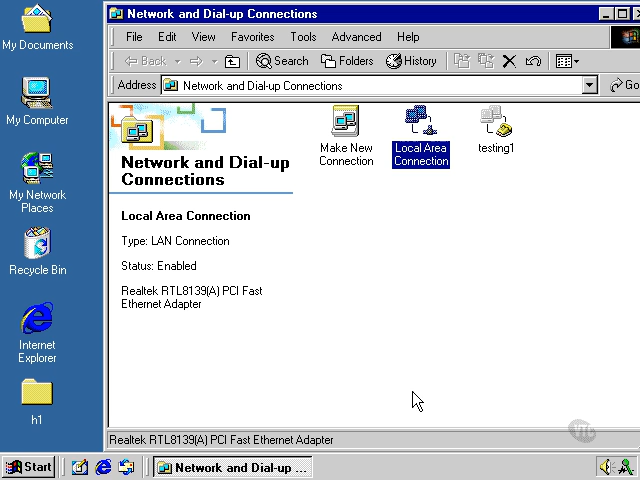 Network and Dial-up Connections
File Edit View Favorites Tools Advanced Help
Back Search Folders History
Address Network and Dial-up Connections Go
My Documents
My Computer
My Network
Places
Recycle Bin
Internet
Explorer
h1
Network and Dial-up
Connections
Local Area Connection
Type: LAN Connection
Status: Enabled
Realtek RTL8139(A) PCI Fast
Ethernet Adapter
Make New
Connection
Local Area
Connection
testing1
Realtek RTL8139(A) PCI Fast Ethernet Adapter
Start Network and Dial-up ...